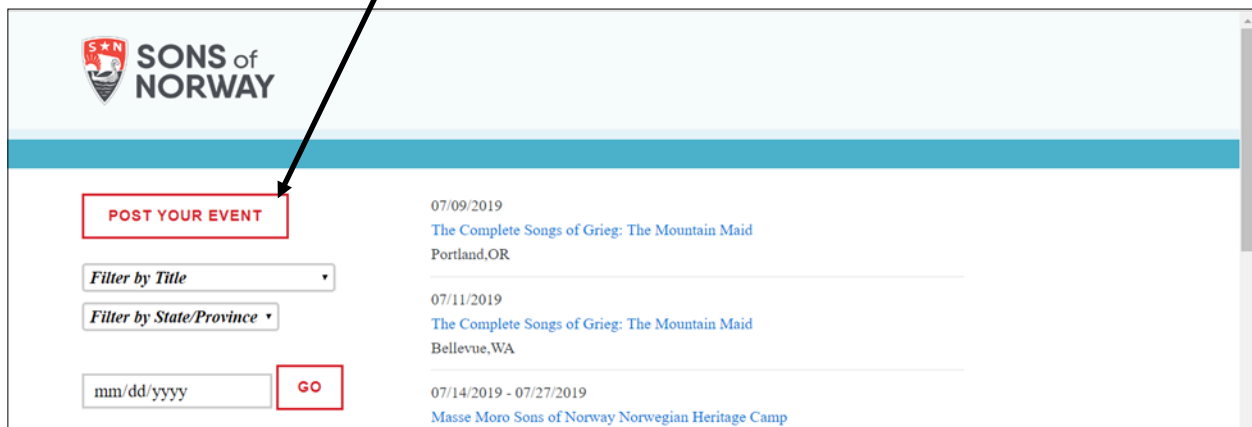 S★N
SONS of
NORWAY
POST YOUR EVENT
Filter by Title
Filter by State/Province
mm/dd/yyyy
GO
07/09/2019
The Complete Songs of Grieg: The Mountain Maid
Portland,OR
07/11/2019
The Complete Songs of Grieg: The Mountain Maid
Bellevue,WA
07/14/2019 - 07/27/2019
Masse Moro Sons of Norway Norwegian Heritage Camp